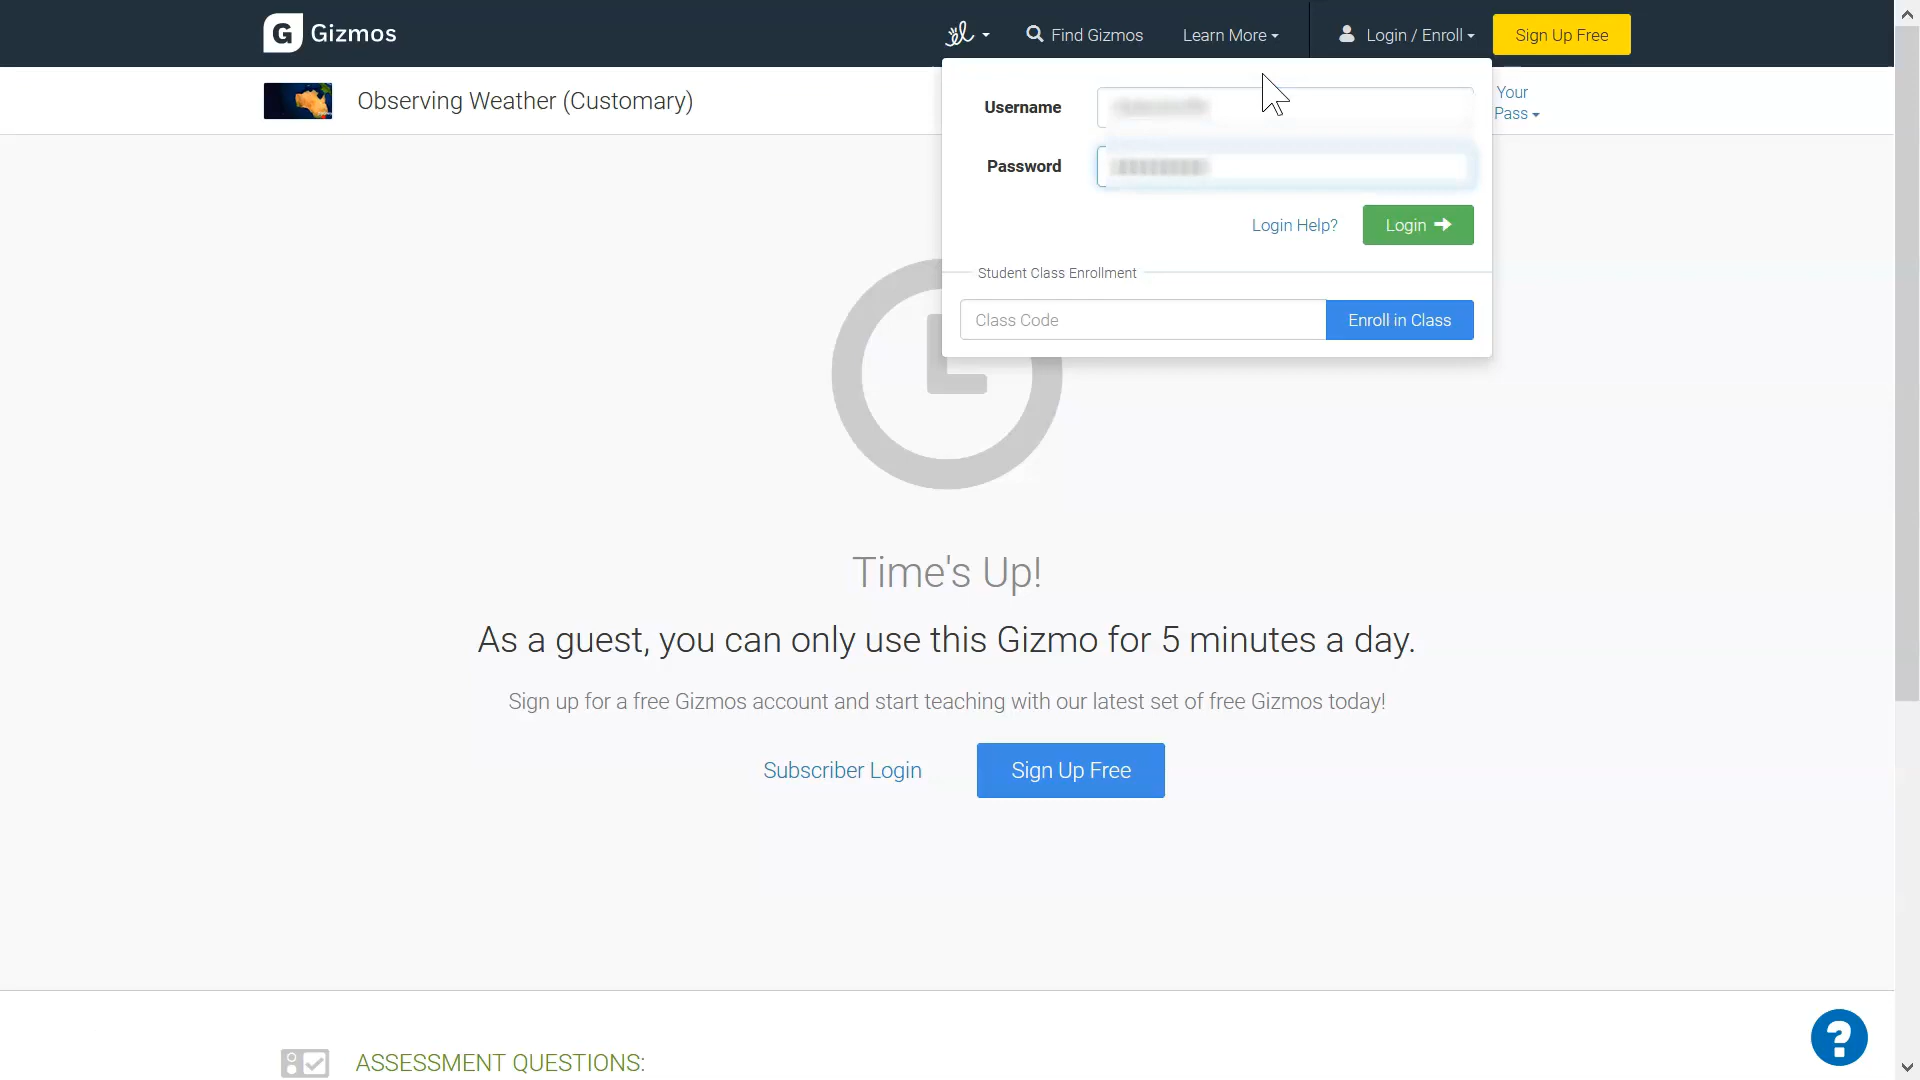 Gizmos
Find Gizmos
Learn More
Login / Enroll
Sign Up Free
Observing Weather (Customary)
Your
Pass
Username
Password
Login Help?
Login
Student Class Enrollment
Class Code
Enroll in Class
Time's Up!
As a guest, you can only use this Gizmo for 5 minutes a day.
Sign up for a free Gizmos account and start teaching with our latest set of free Gizmos today!
Subscriber Login
Sign Up Free
ASSESSMENT QUESTIONS: